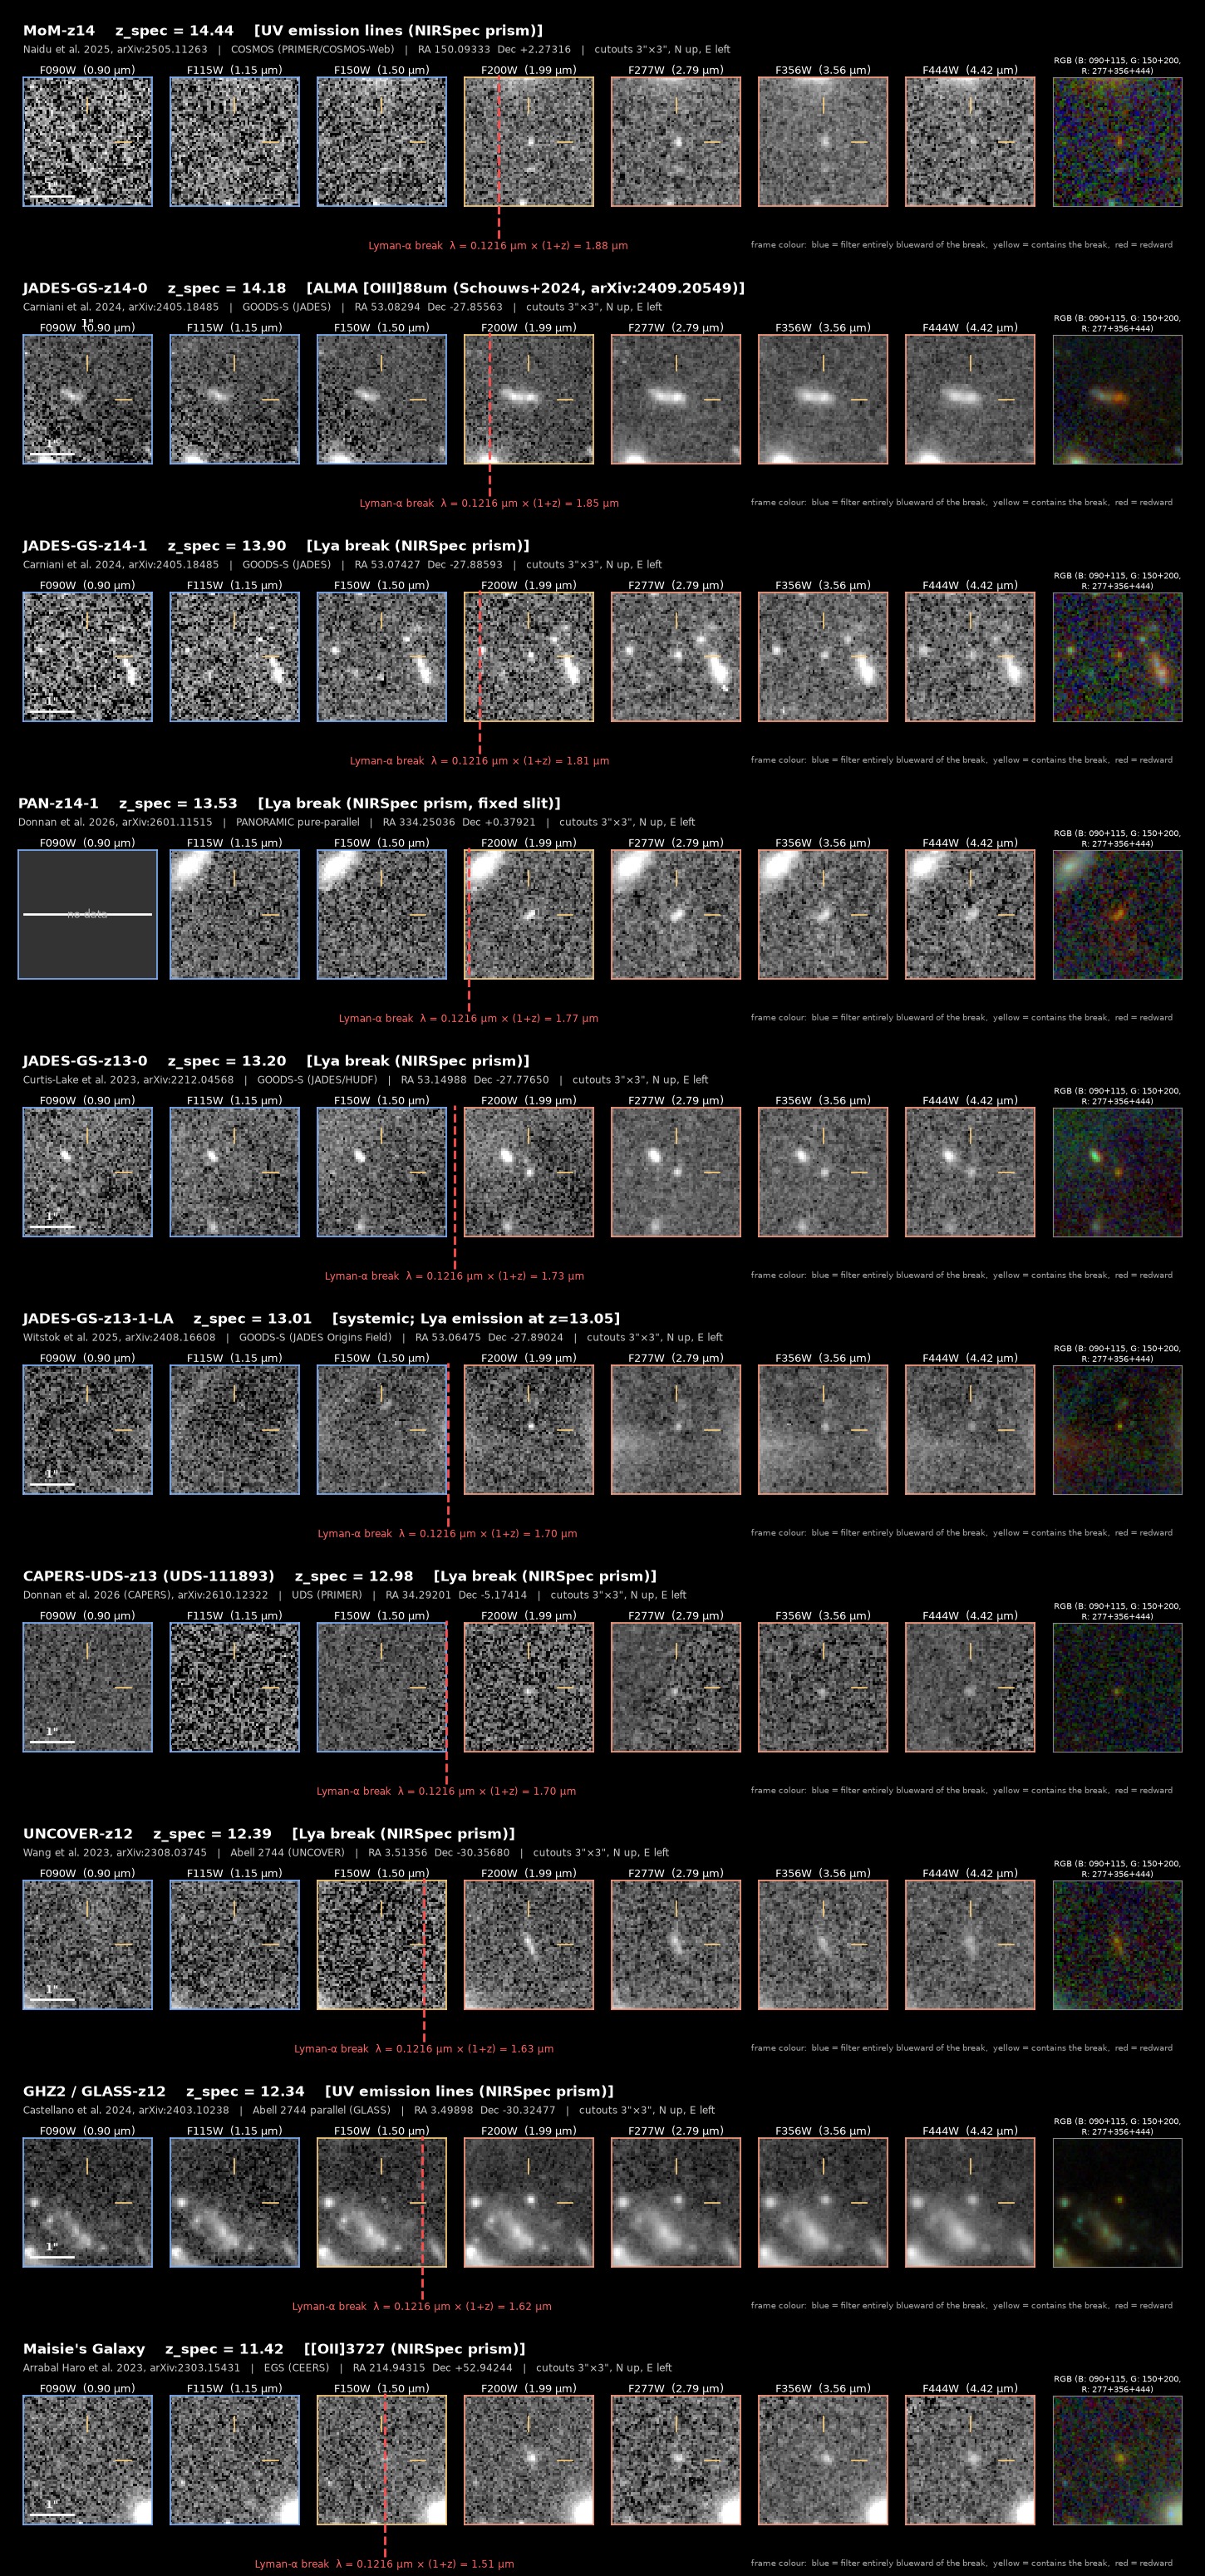 MoM-z14 z_spec = 14.44 [UV emission lines (NIRSpec prism)]
Naidu et al. 2025, arXiv:2505.11263 | COSMOS (PRIMER/COSMOS-Web) | RA 150.09333 Dec +2.27316 | cutouts 3"×3", N up, E left
F090W (0.90 µm) F115W (1.15 µm) F150W (1.50 µm) F200W (1.99 µm) F277W (2.79 µm) F356W (3.56 µm) F444W (4.42 µm) RGB (B: 090+115, G: 150+200,
R: 277+356+444)
Lyman-α break λ = 0.1216 µm × (1+z) = 1.88 µm
frame colour: blue = filter entirely blueward of the break, yellow = contains the break, red = redward
JADES-GS-z14-0 z_spec = 14.18 [ALMA [OIII]88um (Schouws+2024, arXiv:2409.20549)]
Carniani et al. 2024, arXiv:2405.18485 | GOODS-S (JADES) | RA 53.08294 Dec -27.85563 | cutouts 3"×3", N up, E left
1"
F090W (0.90 µm) F115W (1.15 µm) F150W (1.50 µm) F200W (1.99 µm) F277W (2.79 µm) F356W (3.56 µm) F444W (4.42 µm) RGB (B: 090+115, G: 150+200,
R: 277+356+444)
1"
Lyman-α break λ = 0.1216 µm × (1+z) = 1.85 µm
frame colour: blue = filter entirely blueward of the break, yellow = contains the break, red = redward
JADES-GS-z14-1 z_spec = 13.90 [Lya break (NIRSpec prism)]
Carniani et al. 2024, arXiv:2405.18485 | GOODS-S (JADES) | RA 53.07427 Dec -27.88593 | cutouts 3"×3", N up, E left
F090W (0.90 µm) F115W (1.15 µm) F150W (1.50 µm) F200W (1.99 µm) F277W (2.79 µm) F356W (3.56 µm) F444W (4.42 µm) RGB (B: 090+115, G: 150+200,
R: 277+356+444)
1"
Lyman-α break λ = 0.1216 µm × (1+z) = 1.81 µm
frame colour: blue = filter entirely blueward of the break, yellow = contains the break, red = redward
PAN-z14-1 z_spec = 13.53 [Lya break (NIRSpec prism, fixed slit)]
Donnan et al. 2026, arXiv:2601.11515 | PANORAMIC pure-parallel | RA 334.25036 Dec +0.37921 | cutouts 3"×3", N up, E left
F090W (0.90 µm) F115W (1.15 µm) F150W (1.50 µm) F200W (1.99 µm) F277W (2.79 µm) F356W (3.56 µm) F444W (4.42 µm) RGB (B: 090+115, G: 150+200,
R: 277+356+444)
no data
Lyman-α break λ = 0.1216 µm × (1+z) = 1.77 µm
frame colour: blue = filter entirely blueward of the break, yellow = contains the break, red = redward
JADES-GS-z13-0 z_spec = 13.20 [Lya break (NIRSpec prism)]
Curtis-Lake et al. 2023, arXiv:2212.04568 | GOODS-S (JADES/HUDF) | RA 53.14988 Dec -27.77650 | cutouts 3"×3", N up, E left
F090W (0.90 µm) F115W (1.15 µm) F150W (1.50 µm) F200W (1.99 µm) F277W (2.79 µm) F356W (3.56 µm) F444W (4.42 µm) RGB (B: 090+115, G: 150+200,
R: 277+356+444)
1"
Lyman-α break λ = 0.1216 µm × (1+z) = 1.73 µm
frame colour: blue = filter entirely blueward of the break, yellow = contains the break, red = redward
JADES-GS-z13-1-LA z_spec = 13.01 [systemic; Lya emission at z=13.05]
Witstok et al. 2025, arXiv:2408.16608 | GOODS-S (JADES Origins Field) | RA 53.06475 Dec -27.89024 | cutouts 3"×3", N up, E left
F090W (0.90 µm) F115W (1.15 µm) F150W (1.50 µm) F200W (1.99 µm) F277W (2.79 µm) F356W (3.56 µm) F444W (4.42 µm) RGB (B: 090+115, G: 150+200,
R: 277+356+444)
1"
Lyman-α break λ = 0.1216 µm × (1+z) = 1.70 µm
frame colour: blue = filter entirely blueward of the break, yellow = contains the break, red = redward
CAPERS-UDS-z13 (UDS-111893) z_spec = 12.98 [Lya break (NIRSpec prism)]
Donnan et al. 2026 (CAPERS), arXiv:2610.12322 | UDS (PRIMER) | RA 34.29201 Dec -5.17414 | cutouts 3"×3", N up, E left
F090W (0.90 µm) F115W (1.15 µm) F150W (1.50 µm) F200W (1.99 µm) F277W (2.79 µm) F356W (3.56 µm) F444W (4.42 µm) RGB (B: 090+115, G: 150+200,
R: 277+356+444)
1"
Lyman-α break λ = 0.1216 µm × (1+z) = 1.70 µm
frame colour: blue = filter entirely blueward of the break, yellow = contains the break, red = redward
UNCOVER-z12 z_spec = 12.39 [Lya break (NIRSpec prism)]
Wang et al. 2023, arXiv:2308.03745 | Abell 2744 (UNCOVER) | RA 3.51356 Dec -30.35680 | cutouts 3"×3", N up, E left
F090W (0.90 µm) F115W (1.15 µm) F150W (1.50 µm) F200W (1.99 µm) F277W (2.79 µm) F356W (3.56 µm) F444W (4.42 µm) RGB (B: 090+115, G: 150+200,
R: 277+356+444)
1"
Lyman-α break λ = 0.1216 µm × (1+z) = 1.63 µm
frame colour: blue = filter entirely blueward of the break, yellow = contains the break, red = redward
GHZ2 / GLASS-z12 z_spec = 12.34 [UV emission lines (NIRSpec prism)]
Castellano et al. 2024, arXiv:2403.10238 | Abell 2744 parallel (GLASS) | RA 3.49898 Dec -30.32477 | cutouts 3"×3", N up, E left
F090W (0.90 µm) F115W (1.15 µm) F150W (1.50 µm) F200W (1.99 µm) F277W (2.79 µm) F356W (3.56 µm) F444W (4.42 µm) RGB (B: 090+115, G: 150+200,
R: 277+356+444)
1"
Lyman-α break λ = 0.1216 µm × (1+z) = 1.62 µm
frame colour: blue = filter entirely blueward of the break, yellow = contains the break, red = redward
Maisie's Galaxy z_spec = 11.42 [[OII]3727 (NIRSpec prism)]
Arrabal Haro et al. 2023, arXiv:2303.15431 | EGS (CEERS) | RA 214.94315 Dec +52.94244 | cutouts 3"×3", N up, E left
F090W (0.90 µm) F115W (1.15 µm) F150W (1.50 µm) F200W (1.99 µm) F277W (2.79 µm) F356W (3.56 µm) F444W (4.42 µm) RGB (B: 090+115, G: 150+200,
R: 277+356+444)
1"
Lyman-α break λ = 0.1216 µm × (1+z) = 1.51 µm
frame colour: blue = filter entirely blueward of the break, yellow = contains the break, red = redward